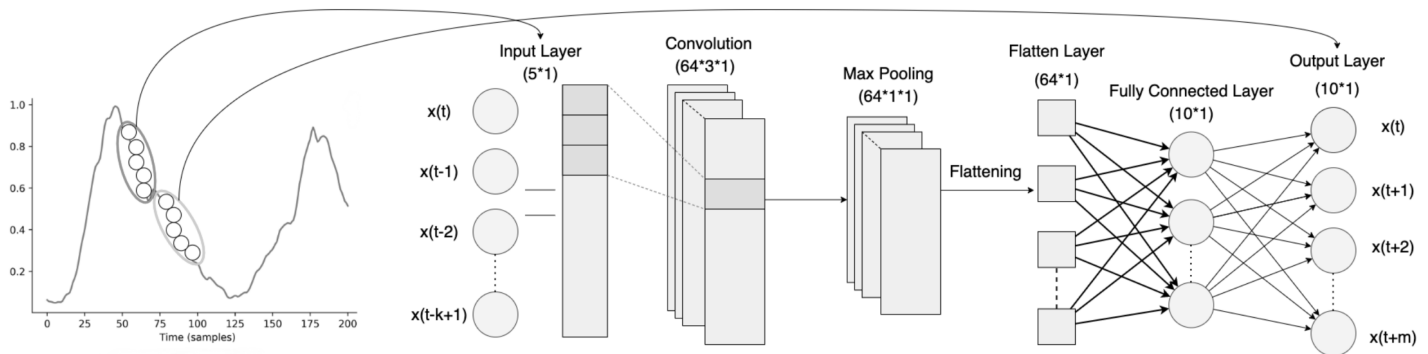 1.0
0.8
0.6
0.4
0.2
0
25
50
75
100
125
150
175
200
Time (samples)
Input Layer
(5*1)
x(t)
x(t-1)
x(t-2)
x(t-k+1)
Convolution
(64*3*1)
Max Pooling
(64*1*1)
Flattening
Flatten Layer
(64*1)
Fully Connected Layer
(10*1)
Output Layer
(10*1)
x(t)
x(t+1)
x(t+2)
x(t+m)